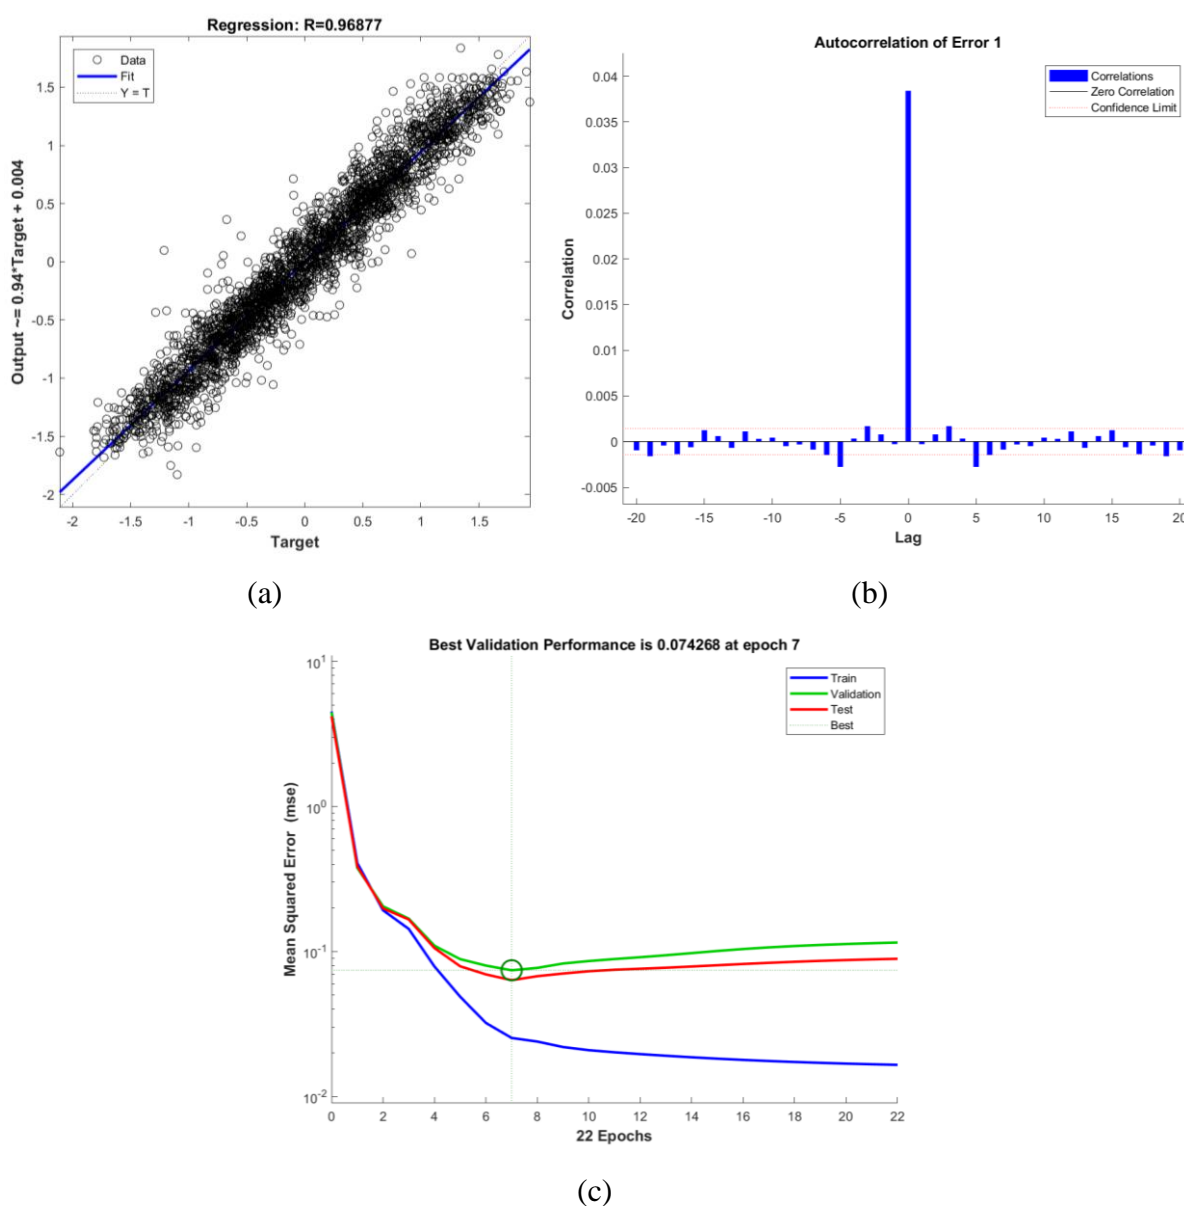 Regression: R=0.96877
Data
Fit
Y = T
Output ~= 0.94*Target + 0.004
1.5
1
0.5
0
-0.5
-1
-1.5
-2
-2 -1.5 -1 -0.5 0 0.5 1 1.5
Target
(a)
Autocorrelation of Error 1
Correlations
Zero Correlation
Confidence Limit
Correlation
0.04
0.035
0.03
0.025
0.02
0.015
0.01
0.005
0
-0.005
-20 -15 -10 -5 0 5 10 15 20
Lag
(b)
Best Validation Performance is 0.074268 at epoch 7
Train
Validation
Test
Best
Mean Squared Error (mse)
10^1
10^0
10^-1
10^-2
0 2 4 6 8 10 12 14 16 18 20 22
22 Epochs
(c)